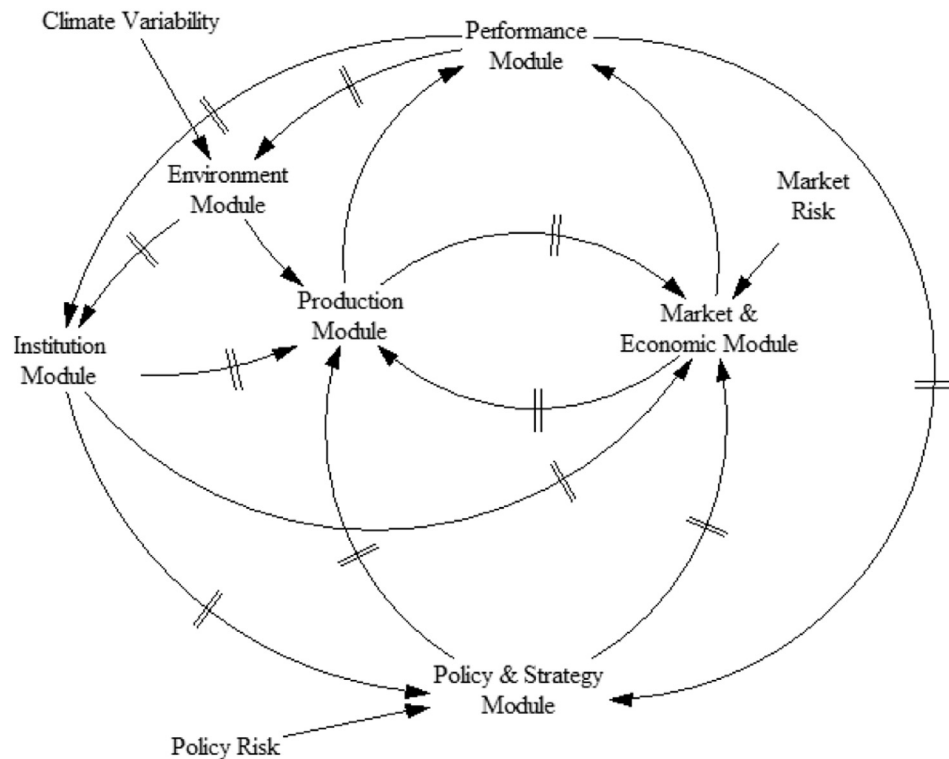 Climate Variability
Performance
Module
Environment
Module
Market
Risk
Production
Module
Market &
Economic Module
Institution
Module
Policy & Strategy
Module
Policy Risk